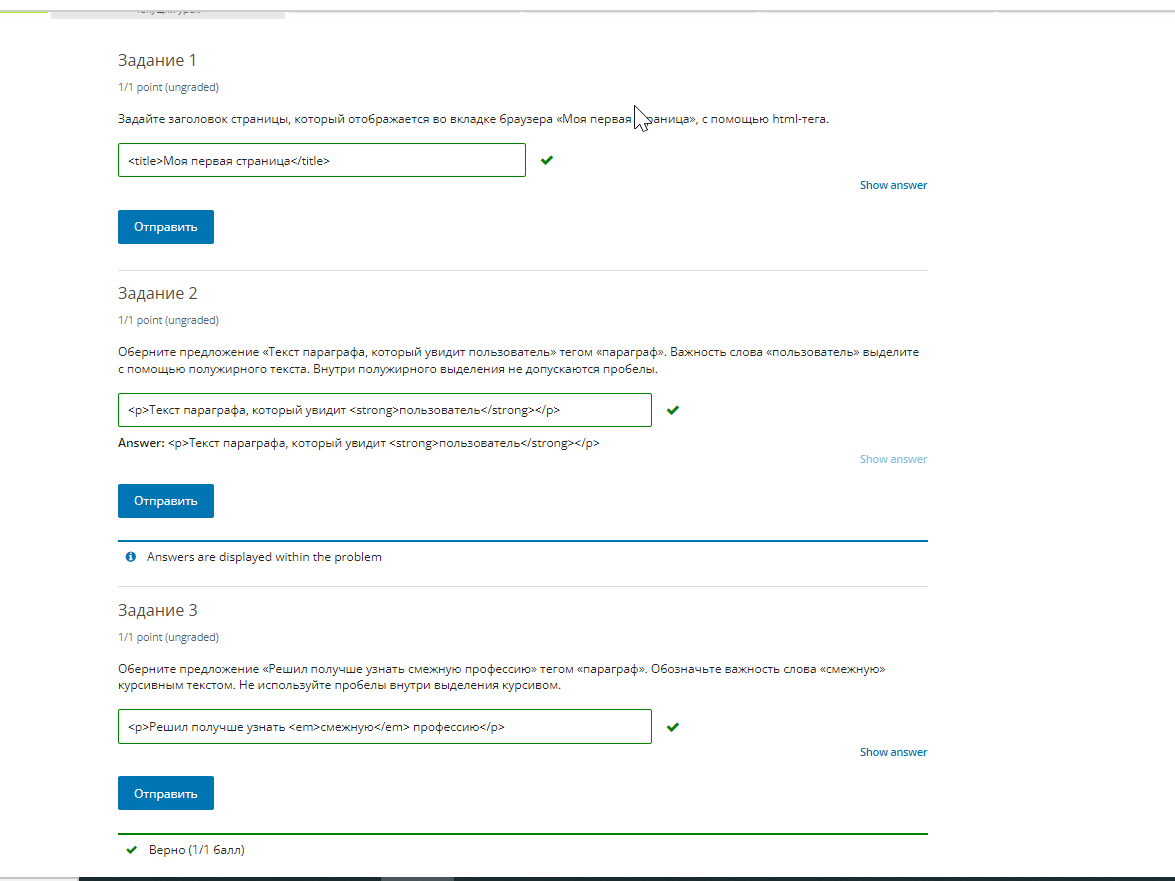 Задание 1
1/1 point (ungraded)
Задайте заголовок страницы, который отображается во вкладке браузера «Моя первая раница», с помощью html-тега.
<title>Моя первая страница</title>
Show answer
Отправить
Задание 2
1/1 point (ungraded)
Оберните предложение «Текст параграфа, который увидит пользователь» тегом «параграф». Важность слова «пользователь» выделите
с помощью полужирного текста. Внутри полужирного выделения не допускаются пробелы.
<p>Текст параграфа, который увидит <strong>пользователь</strong></p>
Answer: <p>Текст параграфа, который увидит <strong>пользователь</strong></p>
Show answer
Отправить
Answers are displayed within the problem
Задание 3
1/1 point (ungraded)
Оберните предложение «Решил получше узнать смежную профессию» тегом «параграф». Обозначьте важность слова «смежную»
курсивным текстом. Не используйте пробелы внутри выделения курсивом.
<p>Решил получше узнать <em>смежную</em> профессию</p>
Show answer
Отправить
Верно (1/1 балл)